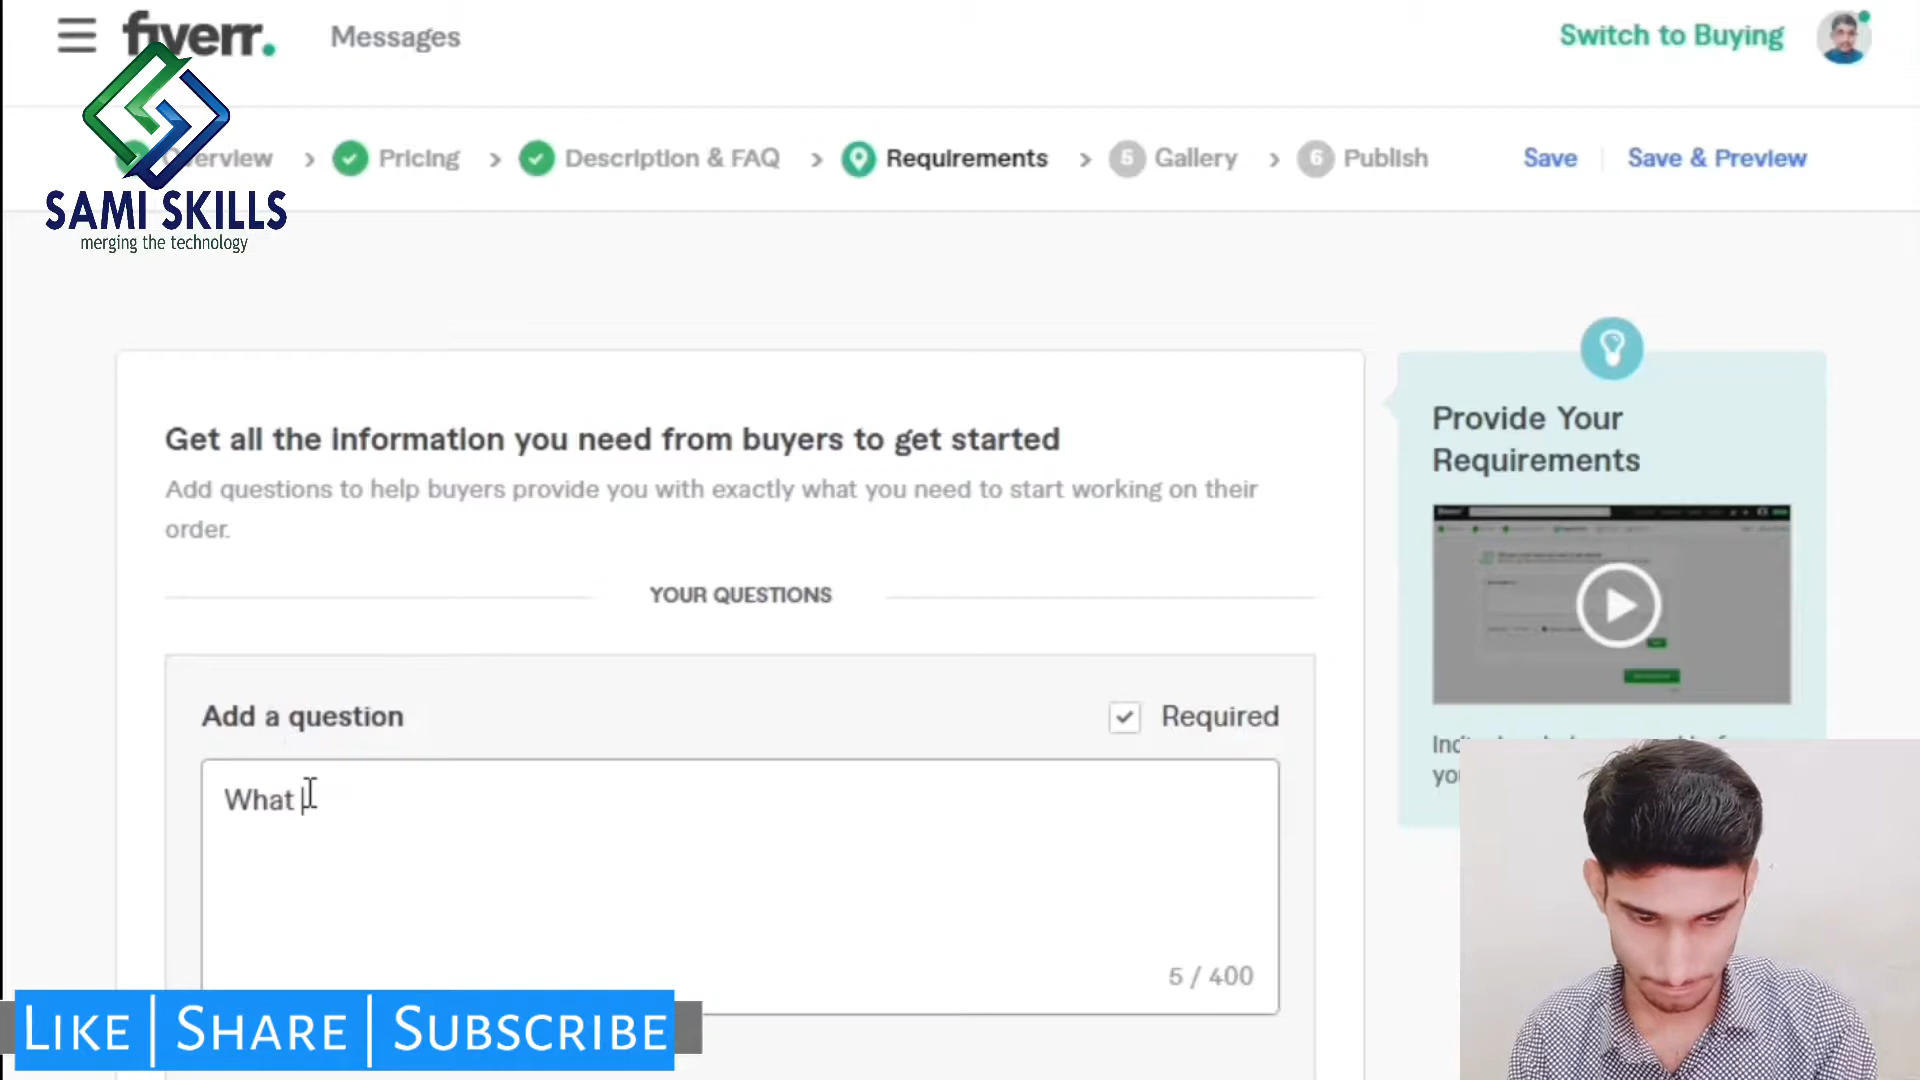 fiverr.
Messages
Switch to Buying
Overview
Pricing
Description & FAQ
Requirements
5
Gallery
6
Publish
Save
Save & Preview
SAMI SKILLS
merging the technology
Get all the information you need from buyers to get started
Add questions to help buyers provide you with exactly what you need to start working on their
order.
YOUR QUESTIONS
Add a question
Required
What
5 / 400
Provide Your
Requirements
LIKE | SHARE | SUBSCRIBE